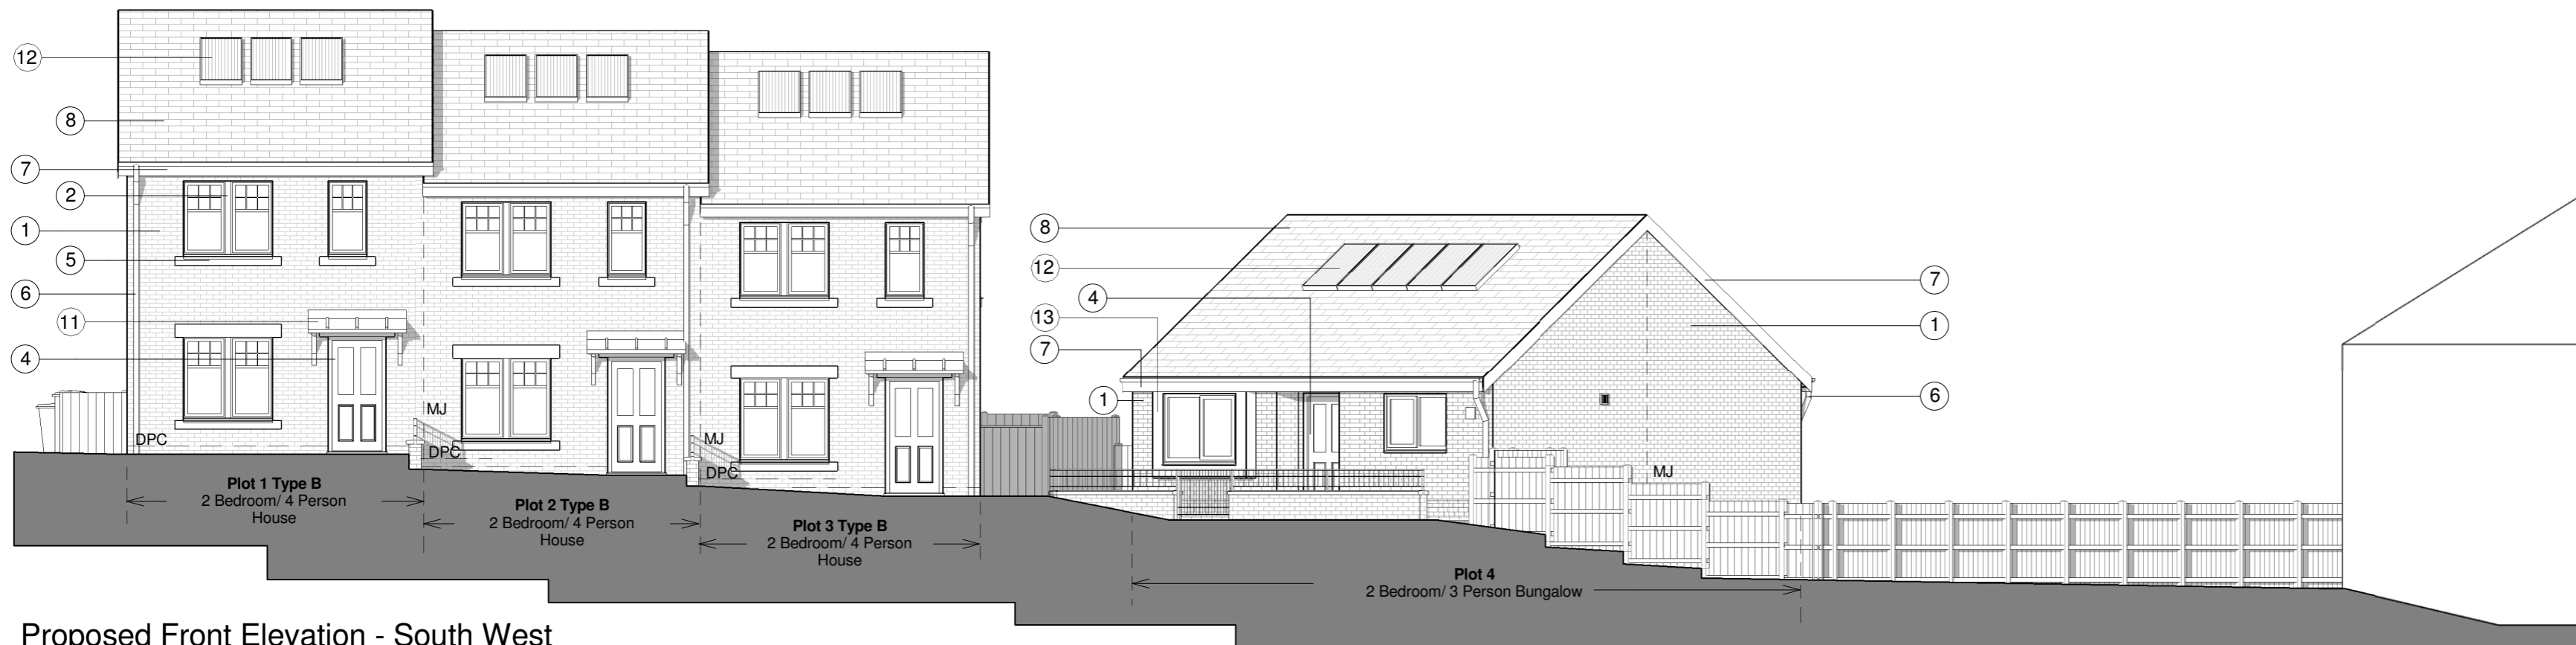 12
8
7
2
1
5
6
11
4
DPC
MJ
DPC
MJ
DPC
Plot 1 Type B
2 Bedroom/ 4 Person
House
Plot 2 Type B
2 Bedroom/ 4 Person
House
Plot 3 Type B
2 Bedroom/ 4 Person
House
8
12
4
13
7
1
7
1
6
MJ
Plot 4
2 Bedroom/ 3 Person Bungalow
Proposed Front Elevation - South West